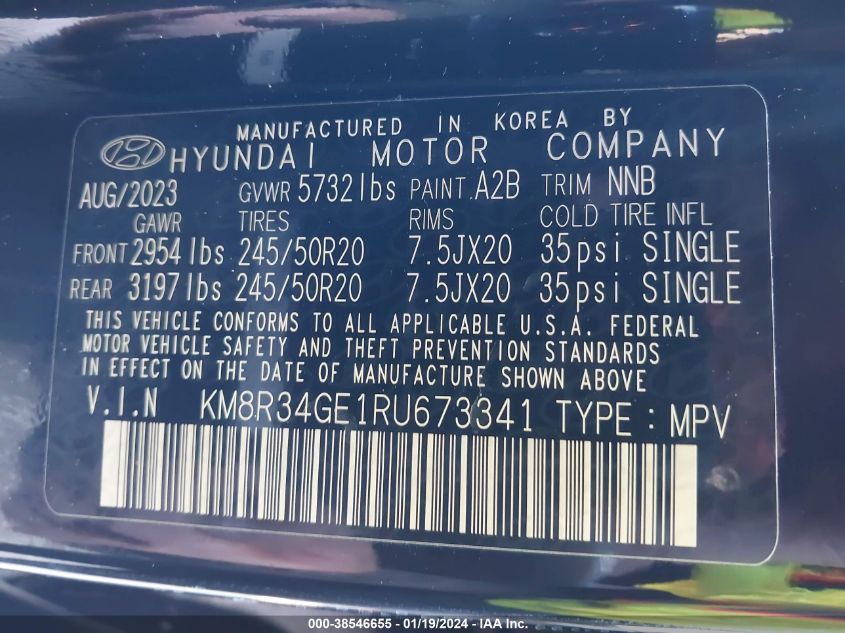 MANUFACTURED IN KOREA BY
HYUNDAI MOTOR COMPANY
AUG/2023 GVWR 5732lbs PAINT A2B TRIM NNB
GAWR TIRES RIMS COLD TIRE INFL
FRONT 2954lbs 245/50R20 7.5JX20 35psi SINGLE
REAR 3197lbs 245/50R20 7.5JX20 35psi SINGLE
THIS VEHICLE CONFORMS TO ALL APPLICABLE U.S.A. FEDERAL
MOTOR VEHICLE SAFETY AND THEFT PREVENTION STANDARDS
IN EFFECT ON THE DATE OF MANUFACTURE SHOWN ABOVE
V.I.N KM8R34GE1RU673341 TYPE : MPV
000-38546655 - 01/19/2024 - IAA Inc.